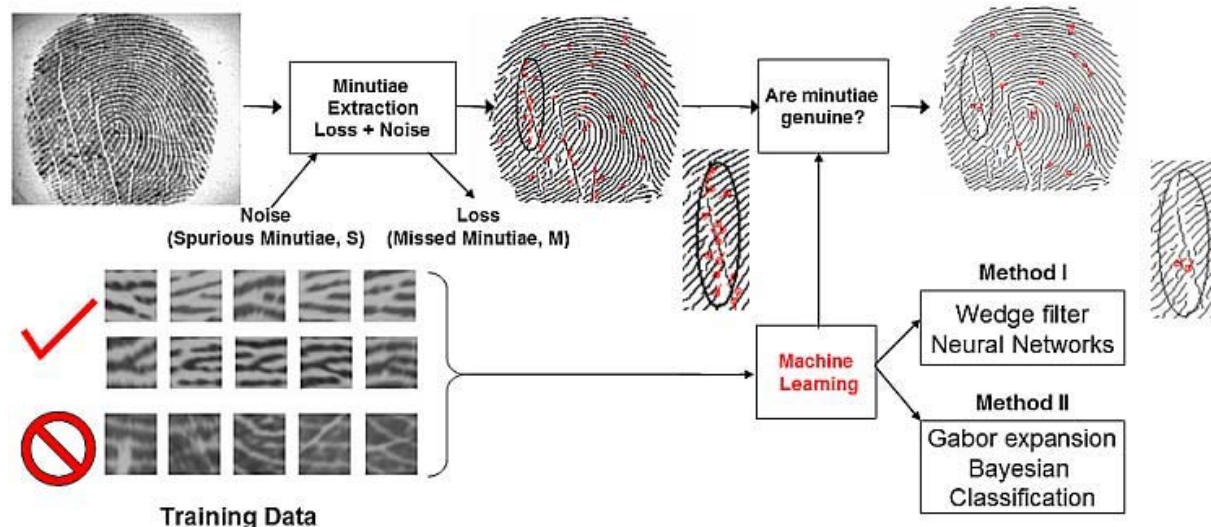 Minutiae
Extraction
Loss + Noise
Are minutiae
genuine?
Noise
(Spurious Minutiae, S)
Loss
(Missed Minutiae, M)
Method I
Wedge filter
Neural Networks
Machine
Learning
Method II
Gabor expansion
Bayesian
Classification
Training Data